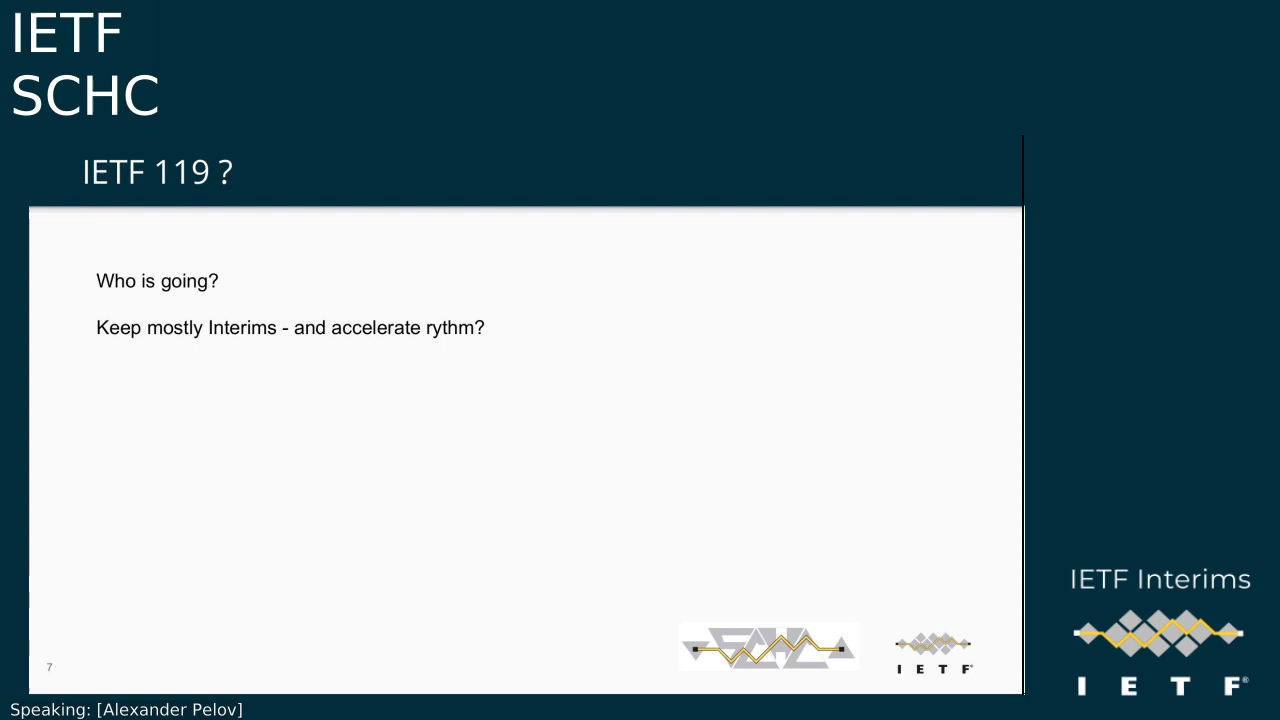 IETF
SCHC
IETF 119 ?
Who is going?
Keep mostly Interims - and accelerate rythm?
7
SCHC
I E T F®
IETF Interims
I E T F®
Speaking: [Alexander Pelov]